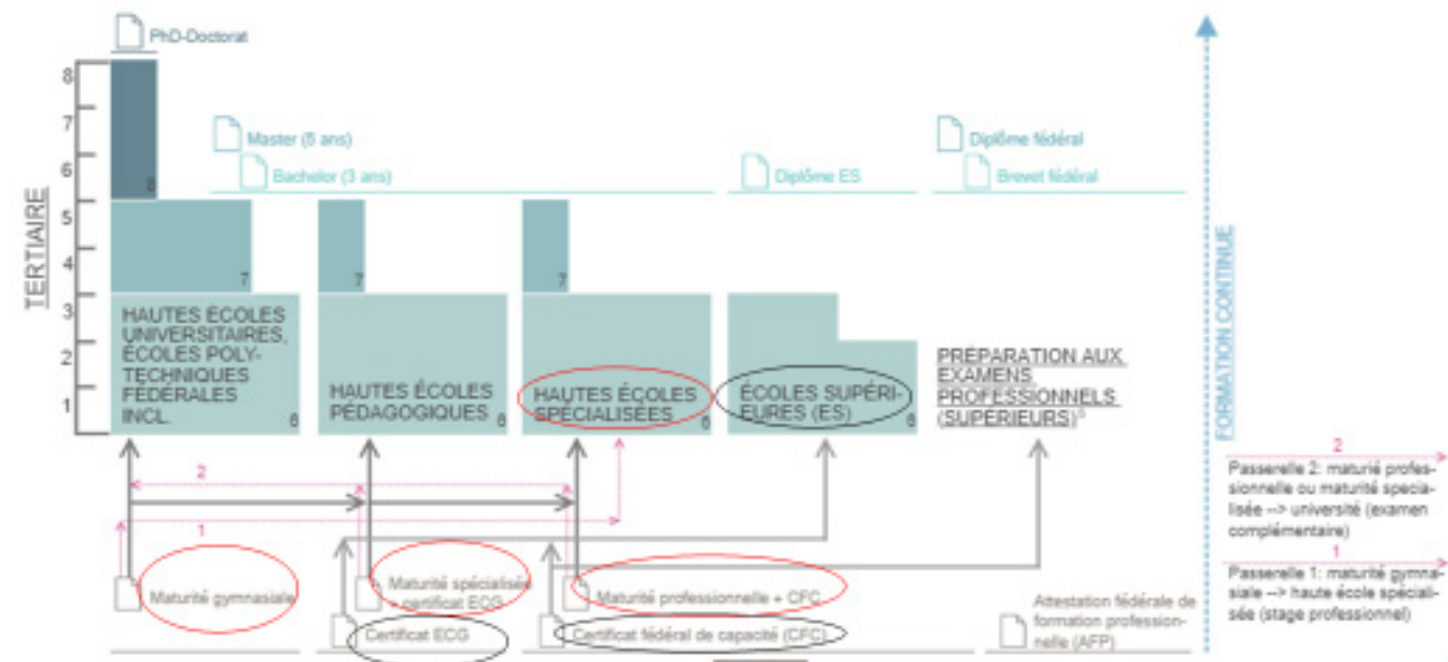 PhD-Doctorat
8
7
6
5
4
3
2
1
TERTIAIRE
Master (5 ans)
Bachelor (3 ans)
Diplôme ES
Diplôme fédéral
Brevet fédéral
8
7
7
7
HAUTES ÉCOLES
UNIVERSITAIRES,
ÉCOLES POLY-
TECHNIQUES
FÉDÉRALES
INCL.
6
HAUTES ÉCOLES
PÉDAGOGIQUES
6
HAUTES ÉCOLES
SPÉCIALISÉES
6
ÉCOLES SUPÉRI-
EURES (ES)
6
PRÉPARATION AUX
EXAMENS
PROFESSIONNELS
(SUPÉRIEURS)⁵
FORMATION CONTINUE
2
1
Maturité gymnasiale
Maturité spécialisée
+ certificat ECG
Maturité professionnelle + CFC
Certificat ECG
Certificat fédéral de capacité (CFC)
Attestation fédérale de
formation profession-
nelle (AFP)
2
Passerelle 2: maturié profes-
sionnelle ou maturité specia-
lisée --> université (examen
complémentaire)
1
Passerelle 1: maturité gymna-
siale --> haute école spéciali-
sée (stage professionnel)